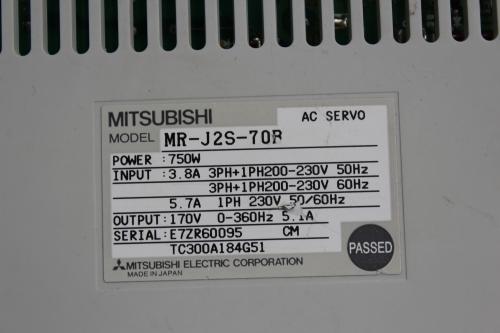 MITSUBISHI
AC SERVO
MODEL MR-J2S-70B
POWER :750W
INPUT : 3.8A 3PH+1PH200-230V 50Hz
3PH+1PH200-230V 60Hz
5.7A 1PH 230V 50/60Hz
OUTPUT:170V 0-360Hz 5.1A
SERIAL:E7ZR60095 CM
TC300A184G51
PASSED
MITSUBISHI ELECTRIC CORPORATION
MADE IN JAPAN